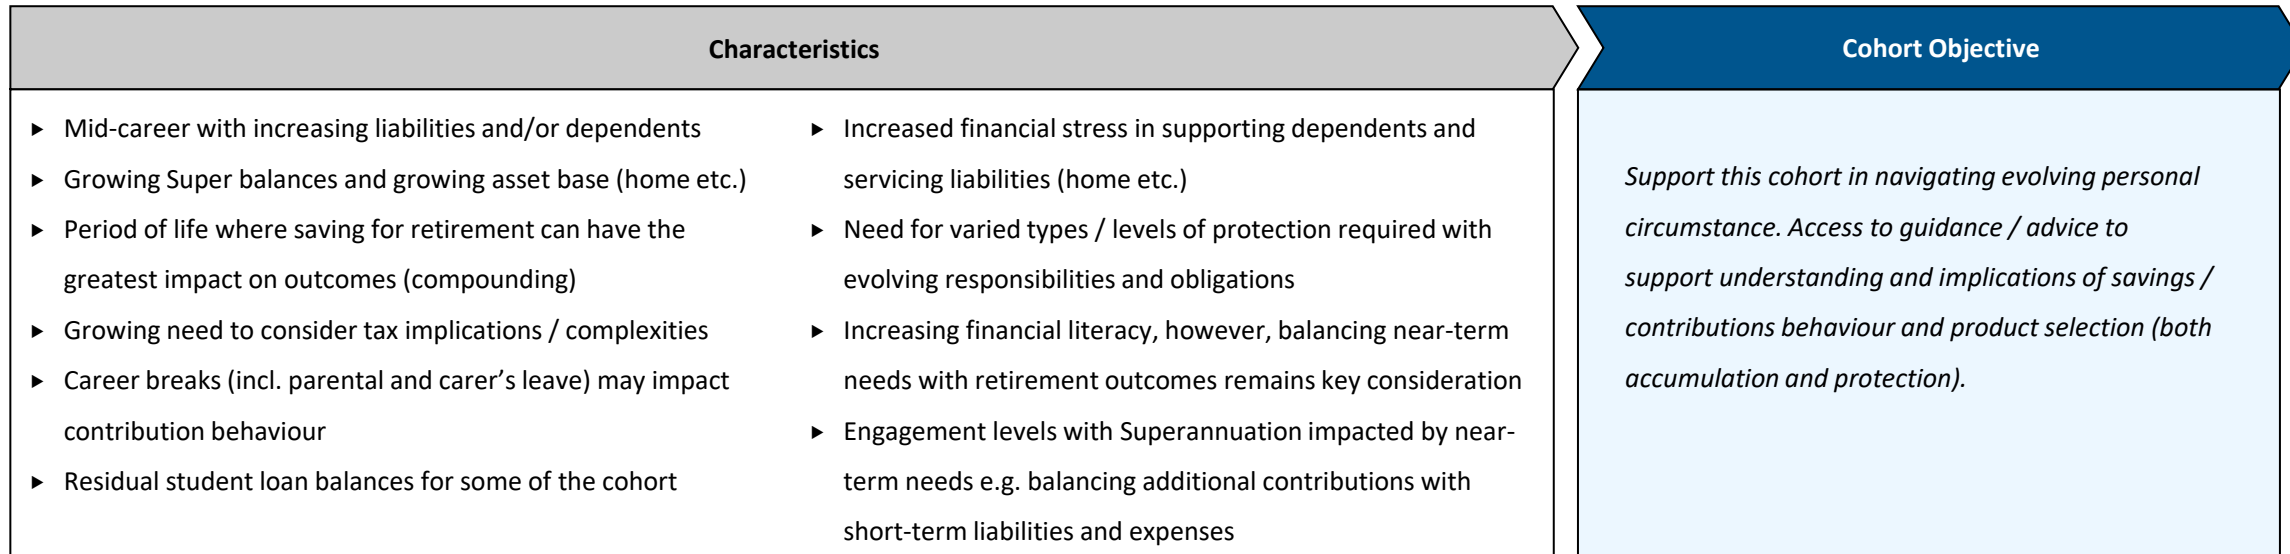 Characteristics
Cohort Objective
► Mid-career with increasing liabilities and/or dependents
► Growing Super balances and growing asset base (home etc.)
► Period of life where saving for retirement can have the
greatest impact on outcomes (compounding)
► Growing need to consider tax implications / complexities
► Career breaks (incl. parental and carer’s leave) may impact
contribution behaviour
► Residual student loan balances for some of the cohort
► Increased financial stress in supporting dependents and
servicing liabilities (home etc.)
► Need for varied types / levels of protection required with
evolving responsibilities and obligations
► Increasing financial literacy, however, balancing near-term
needs with retirement outcomes remains key consideration
► Engagement levels with Superannuation impacted by near-
term needs e.g. balancing additional contributions with
short-term liabilities and expenses
Support this cohort in navigating evolving personal
circumstance. Access to guidance / advice to
support understanding and implications of savings /
contributions behaviour and product selection (both
accumulation and protection).